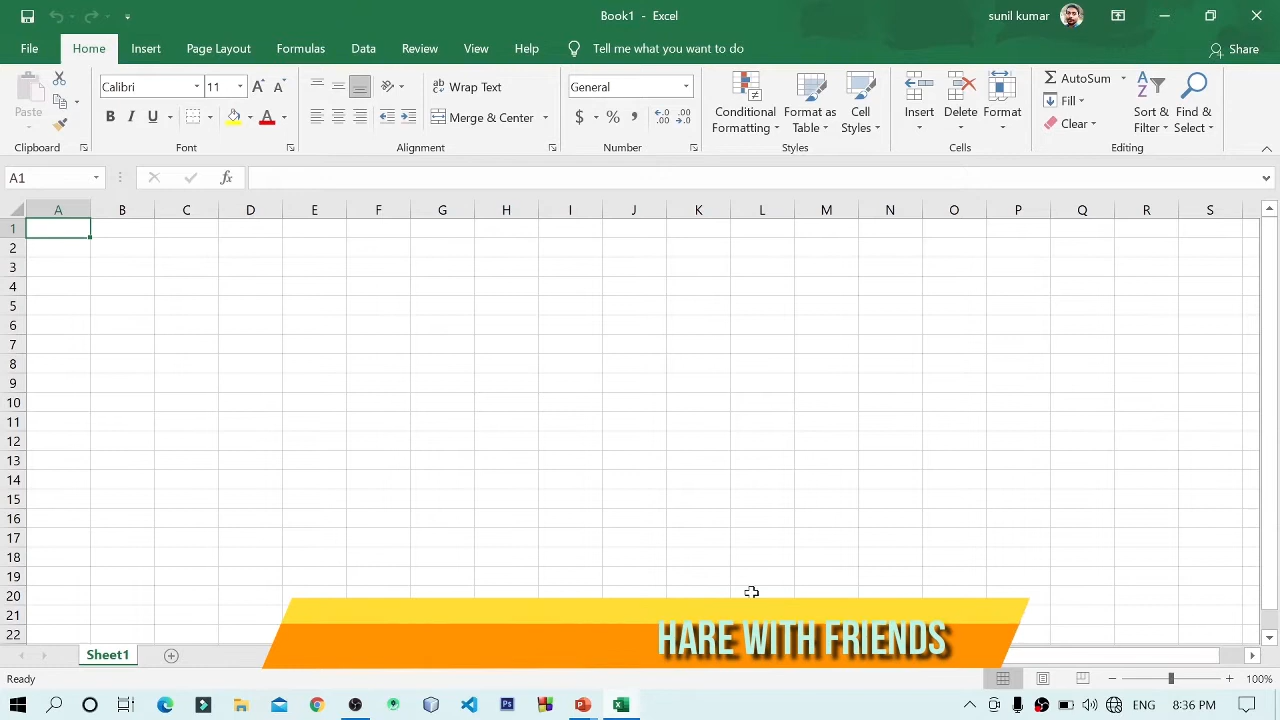 Book1 - Excel
sunil kumar
File Home Insert Page Layout Formulas Data Review View Help Tell me what you want to do Share
Paste
Calibri 11
B I U
Wrap Text
Merge & Center
General
$ % ,
Conditional Formatting
Format as Table
Cell Styles
Insert
Delete
Format
AutoSum
Fill
Clear
Sort & Filter
Find & Select
Clipboard Font Alignment Number Styles Cells Editing
A1 fx
A B C D E F G H I J K L M N O P Q R S
1
2
3
4
5
6
7
8
9
10
11
12
13
14
15
16
17
18
19
20
21
22
HARE WITH FRIENDS
Sheet1
Ready 100%
ENG 8:36 PM